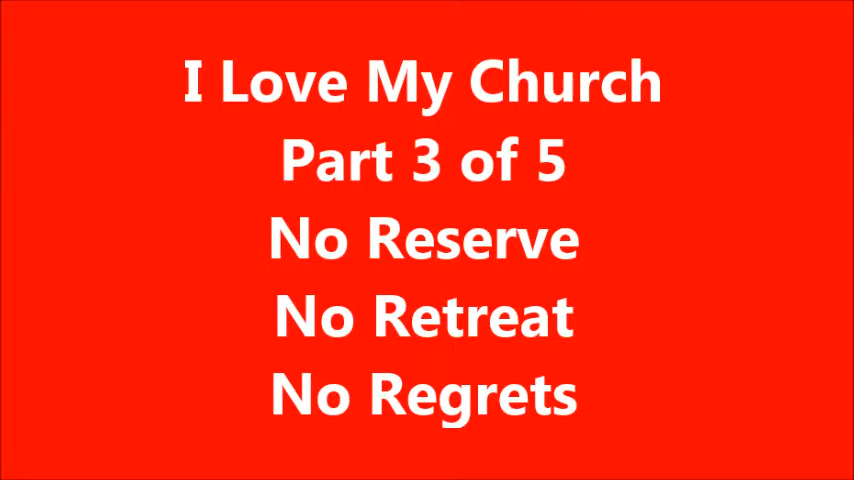 I Love My Church
Part 3 of 5
No Reserve
No Retreat
No Regrets